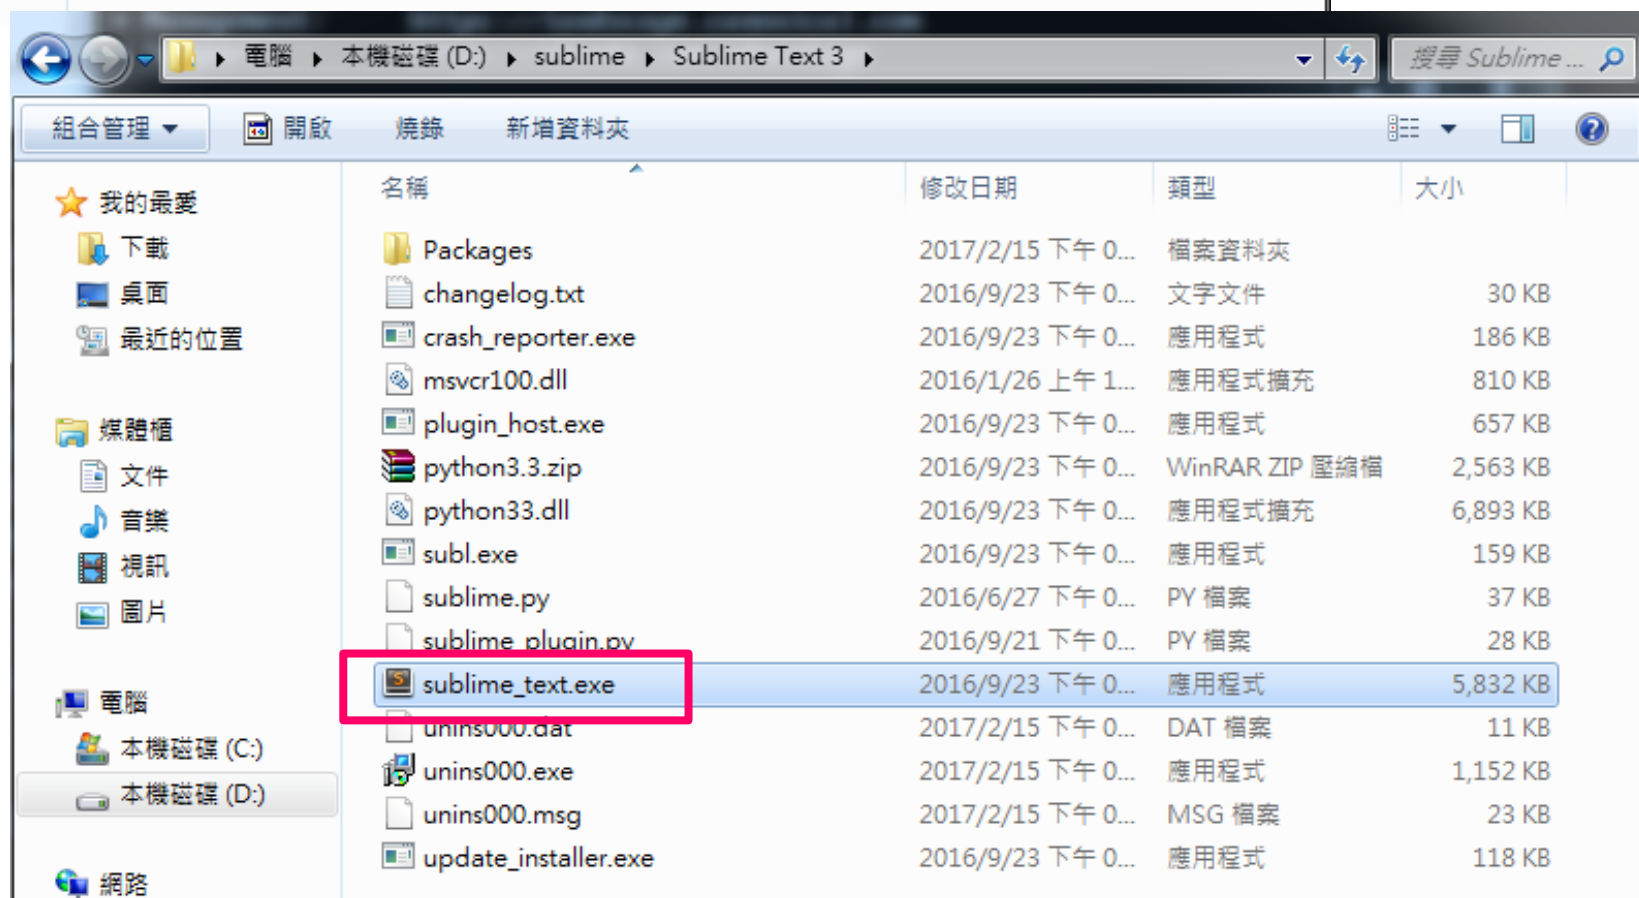 電腦 本機磁碟 (D:) sublime Sublime Text 3 搜尋 Sublime ...
組合管理 開啟 燒錄 新增資料夾
我的最愛
下載
桌面
最近的位置
媒體櫃
文件
音樂
視訊
圖片
電腦
本機磁碟 (C:)
本機磁碟 (D:)
網路
名稱 修改日期 類型 大小
Packages 2017/2/15 下午 0... 檔案資料夾
changelog.txt 2016/9/23 下午 0... 文字文件 30 KB
crash_reporter.exe 2016/9/23 下午 0... 應用程式 186 KB
msvcr100.dll 2016/1/26 上午 1... 應用程式擴充 810 KB
plugin_host.exe 2016/9/23 下午 0... 應用程式 657 KB
python3.3.zip 2016/9/23 下午 0... WinRAR ZIP 壓縮檔 2,563 KB
python33.dll 2016/9/23 下午 0... 應用程式擴充 6,893 KB
subl.exe 2016/9/23 下午 0... 應用程式 159 KB
sublime.py 2016/6/27 下午 0... PY 檔案 37 KB
sublime_plugin.py 2016/9/21 下午 0... PY 檔案 28 KB
sublime_text.exe 2016/9/23 下午 0... 應用程式 5,832 KB
unins000.dat 2017/2/15 下午 0... DAT 檔案 11 KB
unins000.exe 2017/2/15 下午 0... 應用程式 1,152 KB
unins000.msg 2017/2/15 下午 0... MSG 檔案 23 KB
update_installer.exe 2016/9/23 下午 0... 應用程式 118 KB